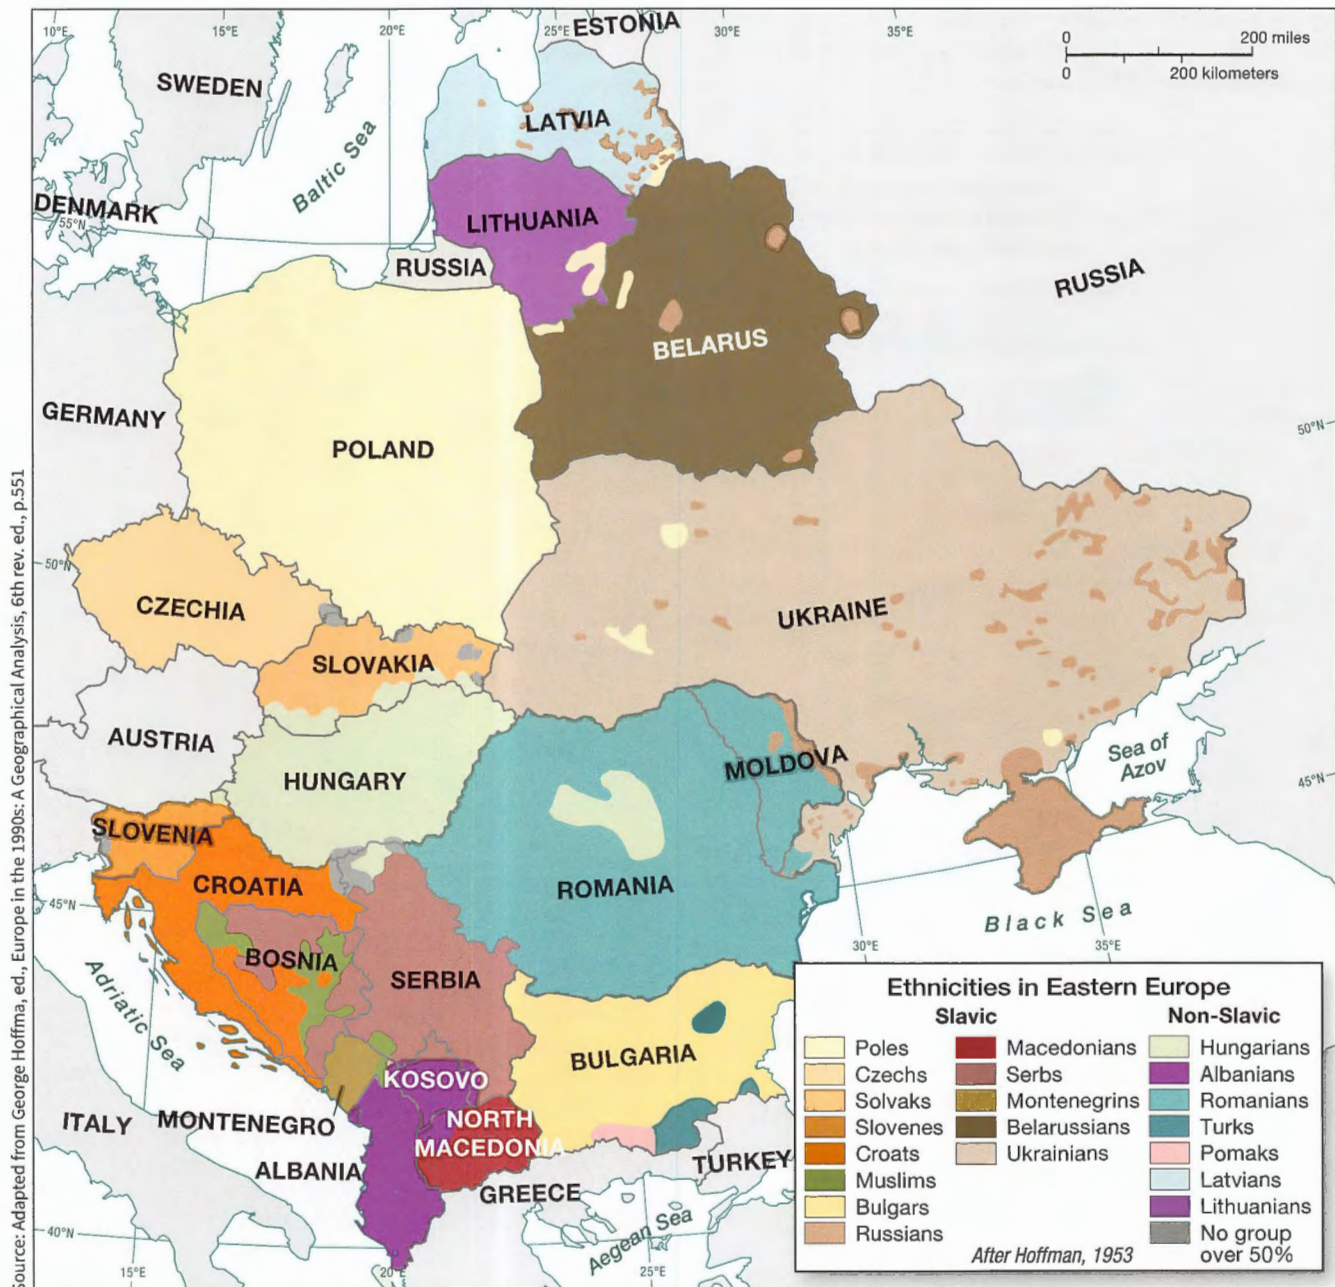 10°E
15°E
20°E
25°E
30°E
35°E
ESTONIA
0
200 miles
0
200 kilometers
SWEDEN
LATVIA
Baltic Sea
DENMARK
55°N
LITHUANIA
RUSSIA
RUSSIA
BELARUS
GERMANY
POLAND
50°N
50°N
CZECHIA
UKRAINE
SLOVAKIA
AUSTRIA
HUNGARY
MOLDOVA
Sea of
Azov
45°N
SLOVENIA
CROATIA
ROMANIA
45°N
Black Sea
30°E
35°E
BOSNIA
SERBIA
Adriatic Sea
BULGARIA
KOSOVO
ITALY
MONTENEGRO
NORTH
MACEDONIA
ALBANIA
TURKEY
GREECE
Aegean Sea
40°N
15°E
20°E
25°E
Ethnicities in Eastern Europe
Slavic
Non-Slavic
Poles
Czechs
Solvaks
Slovenes
Croats
Muslims
Bulgars
Russians
Macedonians
Serbs
Montenegrins
Belarussians
Ukrainians
Hungarians
Albanians
Romanians
Turks
Pomaks
Latvians
Lithuanians
No group
over 50%
After Hoffman, 1953
Source: Adapted from George Hoffma, ed., Europe in the 1990s: A Geographical Analysis, 6th rev. ed., p.551